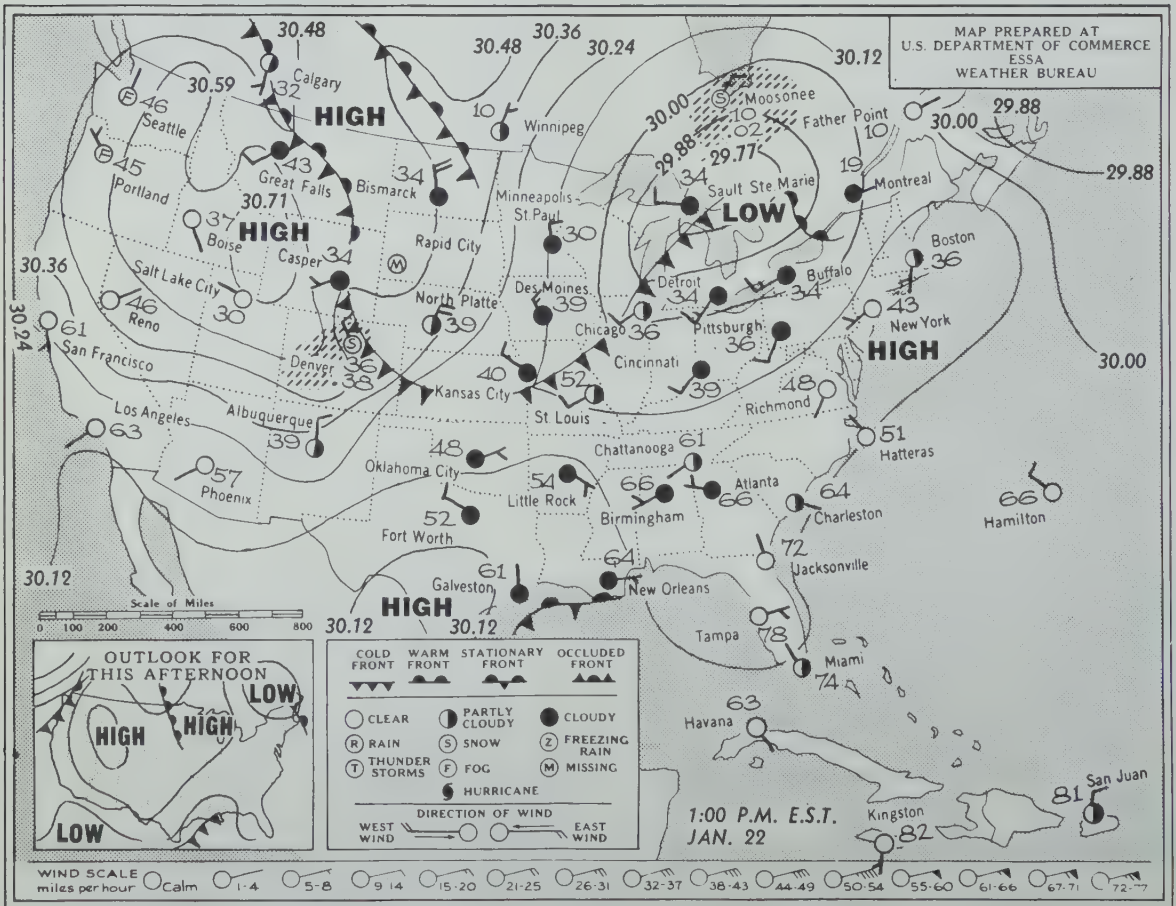 MAP PREPARED AT
U.S. DEPARTMENT OF COMMERCE
ESSA
WEATHER BUREAU
30.48
30.48
30.36
30.24
30.12
30.59
Calgary
32
HIGH
10
Winnipeg
30.00
Moosonee
10
02
Father Point
10
30.00
29.88
29.88
46
Seattle
45
Portland
43
Great Falls
30.71
Bismarck
34
Minneapolis-
St. Paul
30
29.88
29.77
34
Sault Ste. Marie
LOW
19
Montreal
29.88
37
Boise
HIGH
Casper
34
Rapid City
M
Boston
36
30.36
30.24
Salt Lake City
30
46
Reno
North Platte
39
Des Moines
39
Detroit
34
Buffalo
34
Chicago
36
Pittsburgh
36
43
New York
HIGH
30.00
61
San Francisco
Denver
36
38
Kansas City
40
52
St Louis
Cincinnati
39
48
Richmond
Los Angeles
63
Albuquerque
39
57
Phoenix
48
Oklahoma City
54
Little Rock
Chattanooga
61
66
Birmingham
66
Atlanta
51
Hatteras
64
Charleston
66
Hamilton
52
Fort Worth
72
Jacksonville
30.12
61
Galveston
64
New Orleans
HIGH
30.12
30.12
Tampa
78
Miami
74
Scale of Miles
0 100 200 400 600 800
OUTLOOK FOR
THIS AFTERNOON
LOW
HIGH
HIGH
LOW
COLD FRONT
WARM FRONT
STATIONARY FRONT
OCCLUDED FRONT
CLEAR
PARTLY CLOUDY
CLOUDY
R RAIN
S SNOW
Z FREEZING RAIN
T THUNDER STORMS
F FOG
M MISSING
HURRICANE
DIRECTION OF WIND
WEST WIND
EAST WIND
63
Havana
1:00 P.M. E.S.T.
JAN. 22
Kingston
82
81
San Juan
WIND SCALE
miles per hour Calm 1-4 5-8 9-14 15-20 21-25 26-31 32-37 38-43 44-49 50-54 55-60 61-66 67-71 72-77